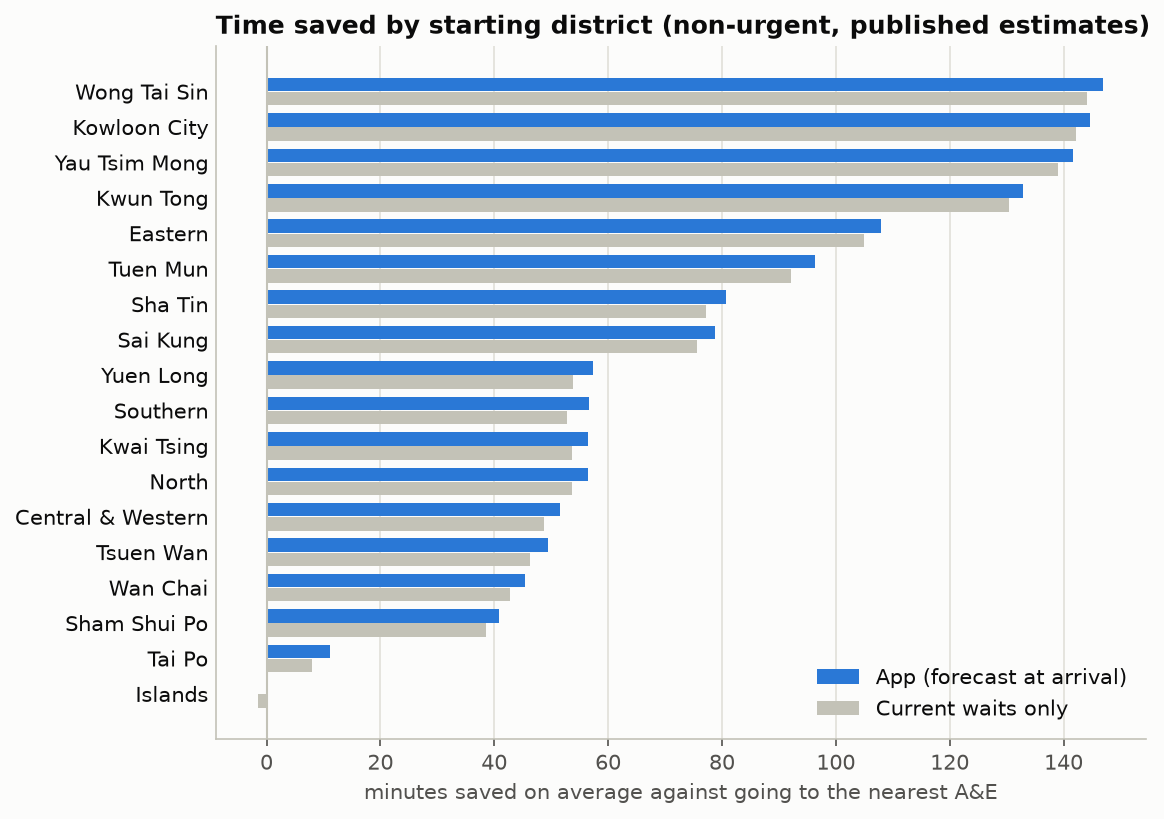 Time saved by starting district (non-urgent, published estimates)
Wong Tai Sin
Kowloon City
Yau Tsim Mong
Kwun Tong
Eastern
Tuen Mun
Sha Tin
Sai Kung
Yuen Long
Southern
Kwai Tsing
North
Central & Western
Tsuen Wan
Wan Chai
Sham Shui Po
Tai Po
Islands
App (forecast at arrival)
Current waits only
0 20 40 60 80 100 120 140
minutes saved on average against going to the nearest A&E